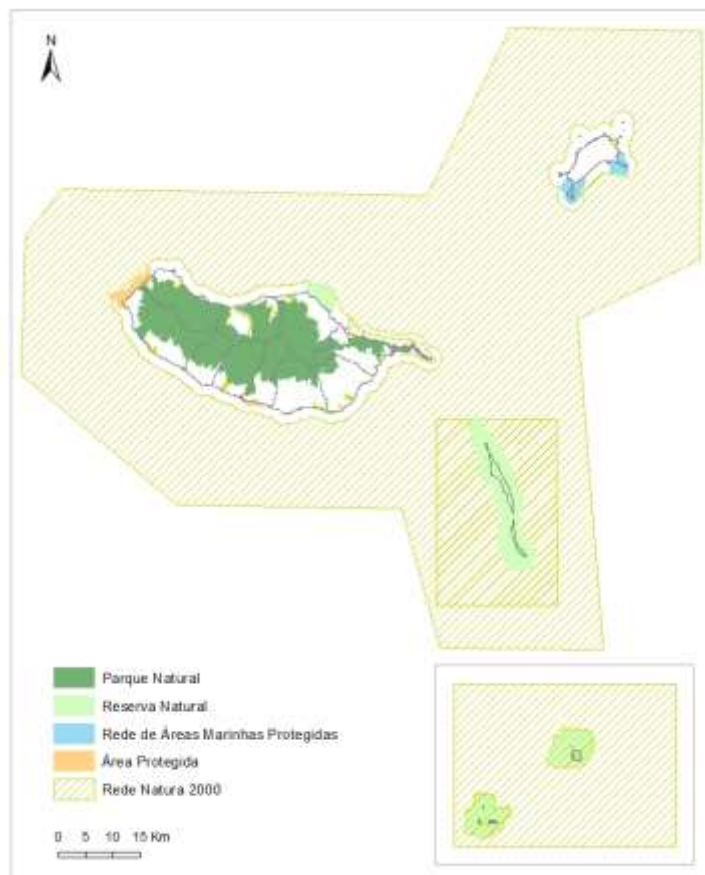 N
Parque Natural
Reserva Natural
Rede de Áreas Marinhas Protegidas
Área Protegida
Rede Natura 2000
0 5 10 15 Km